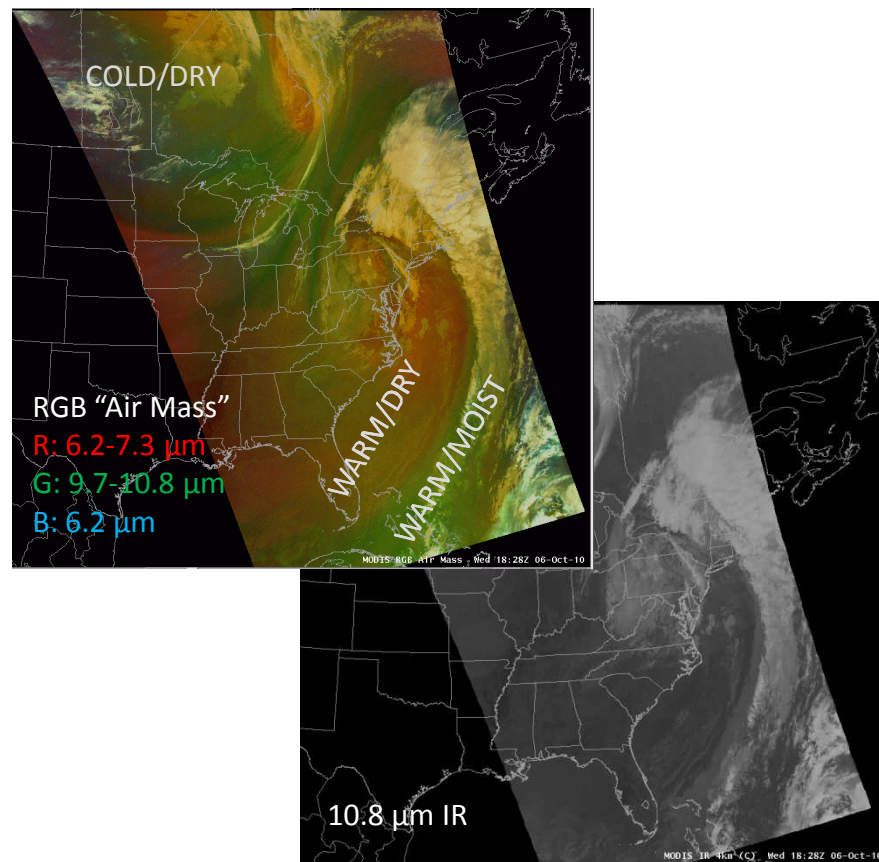 COLD/DRY
WARM/DRY
WARM/MOIST
RGB “Air Mass”
R: 6.2-7.3 µm
G: 9.7-10.8 µm
B: 6.2 µm
MODIS RGB Air Mass Wed 18:28Z 06-Oct-10
10.8 µm IR
MODIS IR 4km (C) Wed 18:28Z 06-Oct-10